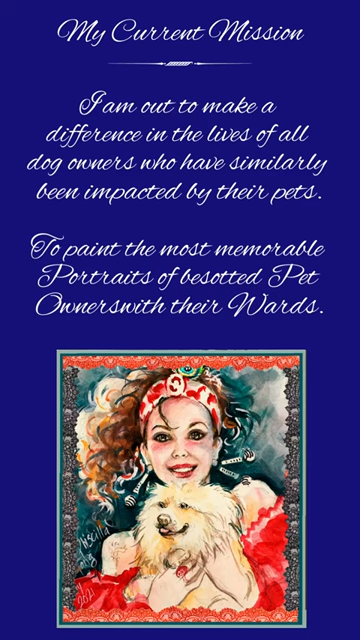 My Current Mission
I am out to make a
difference in the lives of all
dog owners who have similarly
been impacted by their pets.
To paint the most memorable
Portraits of besotted Pet
Ownerswith their Wards.
2021